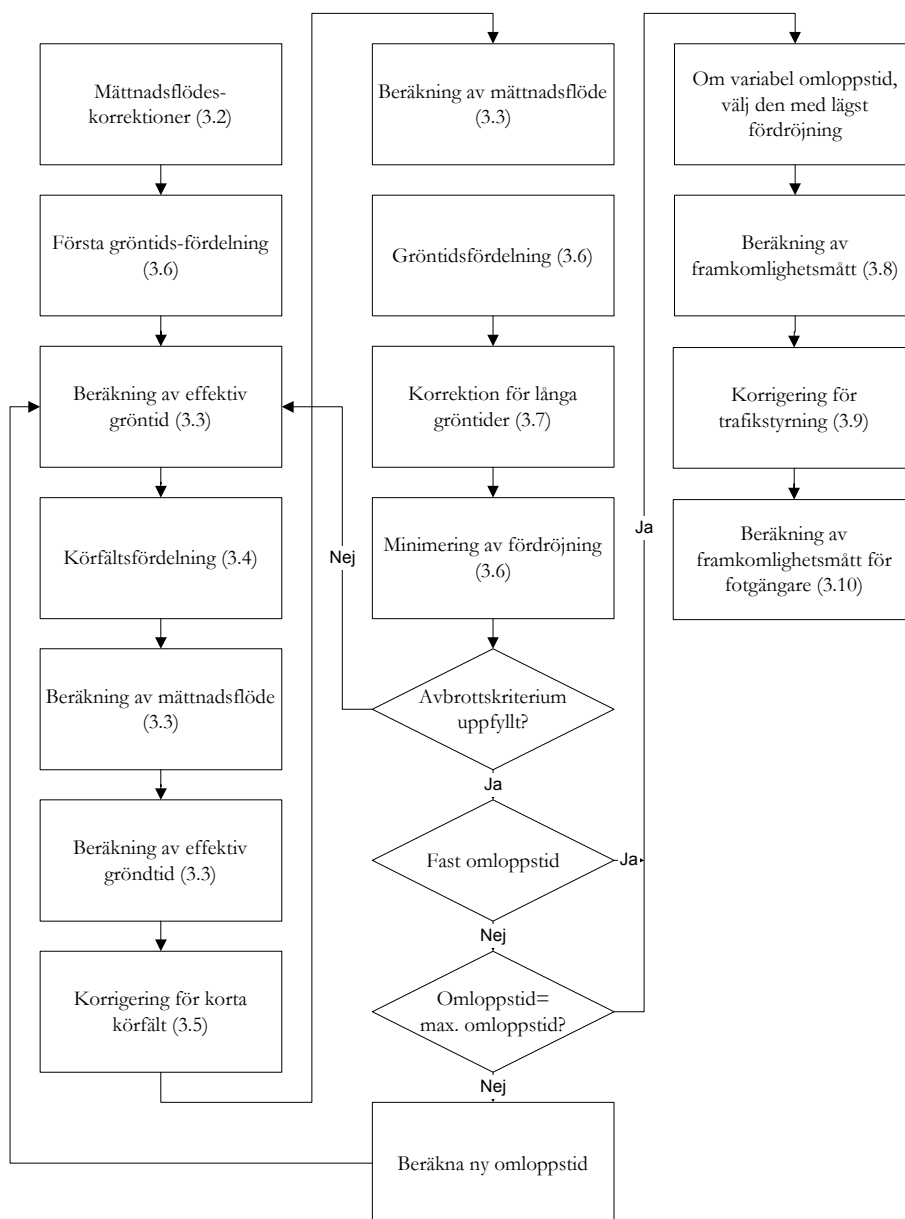 Mättnadsflödes-
korrektioner (3.2)
Första gröntids-fördelning
(3.6)
Beräkning av effektiv
gröntid (3.3)
Körfältsfördelning (3.4)
Beräkning av mättnadsflöde
(3.3)
Beräkning av effektiv
gröndtid (3.3)
Korrigering för korta
körfält (3.5)
Beräkning av mättnadsflöde
(3.3)
Gröntidsfördelning (3.6)
Korrektion för långa
gröntider (3.7)
Minimering av fördröjning
(3.6)
Nej
Avbrottskriterium
uppfyllt?
Ja
Fast omloppstid
Ja
Nej
Omloppstid=
max. omloppstid?
Nej
Beräkna ny omloppstid
Ja
Om variabel omloppstid,
välj den med lägst
fördröjning
Beräkning av
framkomlighetsmått (3.8)
Korrigering för
trafikstyrning (3.9)
Beräkning av
framkomlighetsmått för
fotgängare (3.10)